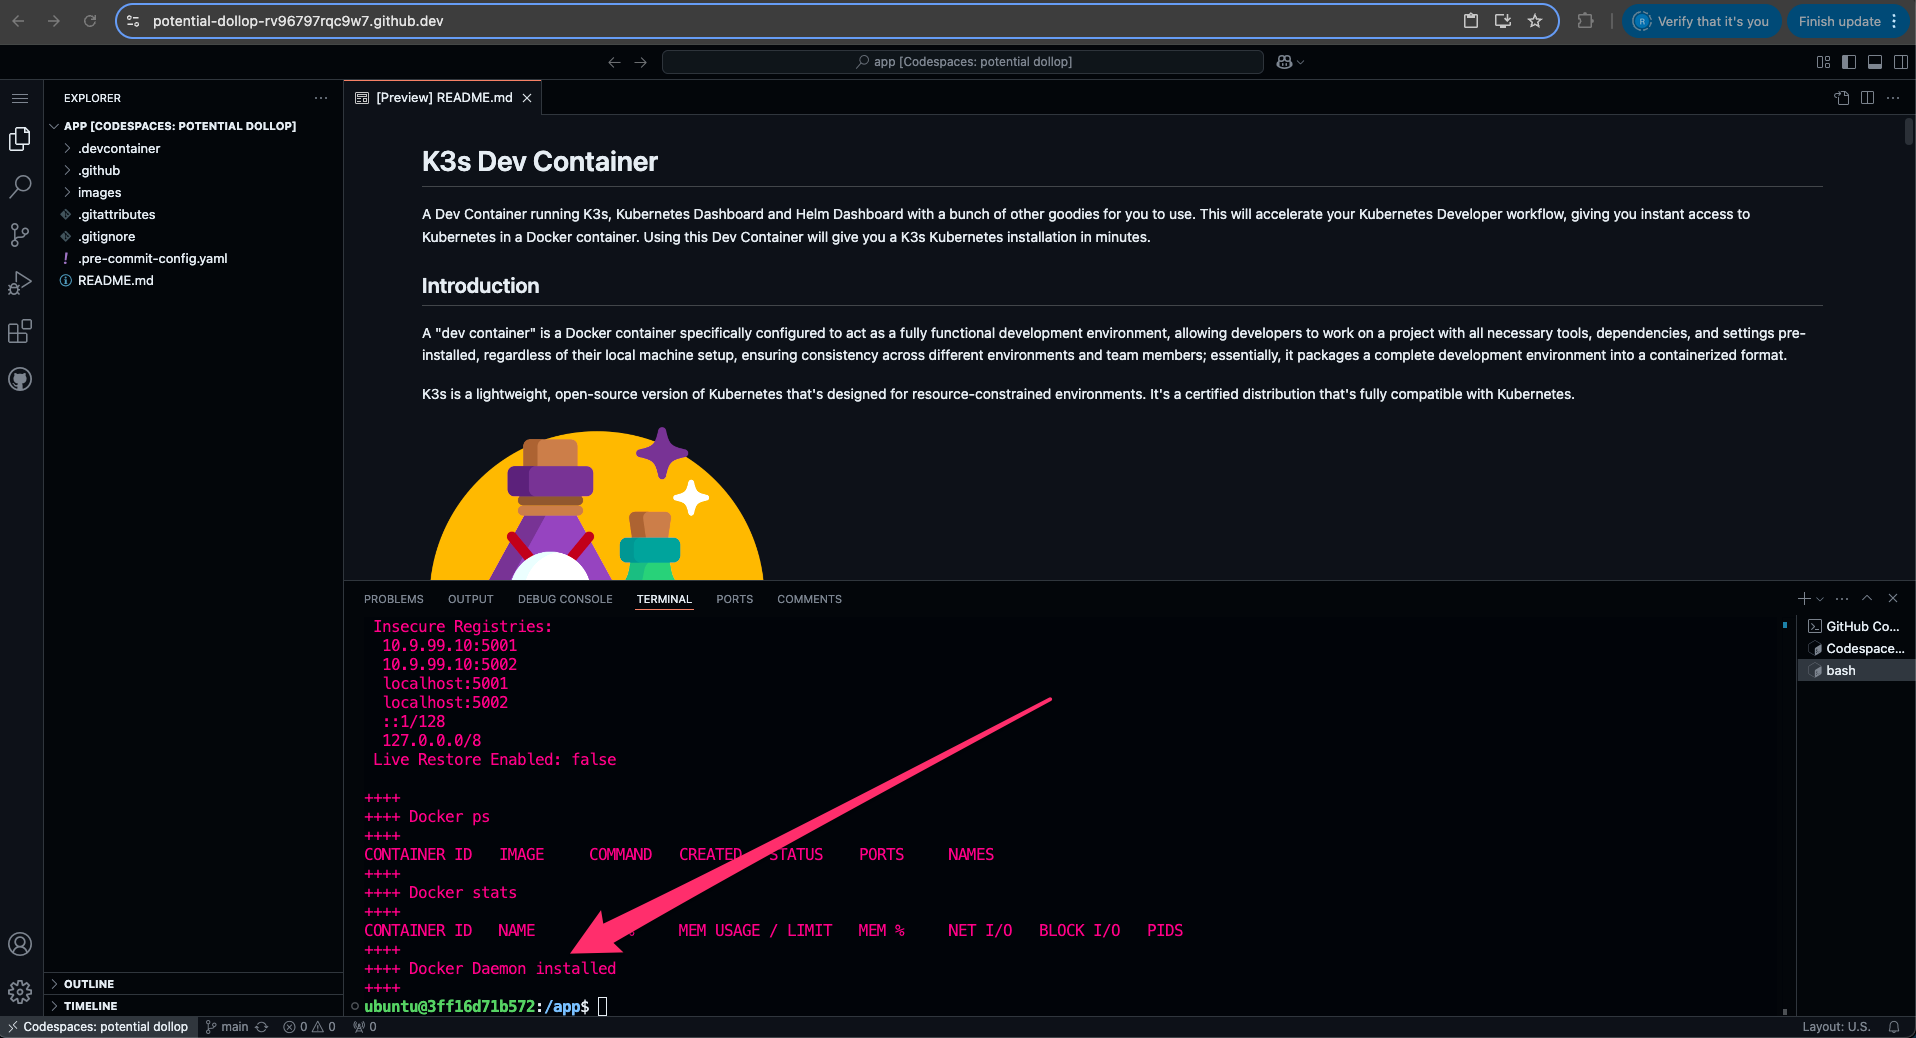 potential-dollop-rv96797rqc9w7.github.dev
Verify that it's you
Finish update
app [Codespaces: potential dollop]
EXPLORER
[Preview] README.md
APP [CODESPACES: POTENTIAL DOLLOP]
.devcontainer
.github
images
.gitattributes
.gitignore
.pre-commit-config.yaml
README.md
K3s Dev Container
A Dev Container running K3s, Kubernetes Dashboard and Helm Dashboard with a bunch of other goodies for you to use. This will accelerate your Kubernetes Developer workflow, giving you instant access to
Kubernetes in a Docker container. Using this Dev Container will give you a K3s Kubernetes installation in minutes.
Introduction
A "dev container" is a Docker container specifically configured to act as a fully functional development environment, allowing developers to work on a project with all necessary tools, dependencies, and settings pre-
installed, regardless of their local machine setup, ensuring consistency across different environments and team members; essentially, it packages a complete development environment into a containerized format.
K3s is a lightweight, open-source version of Kubernetes that's designed for resource-constrained environments. It's a certified distribution that's fully compatible with Kubernetes.
PROBLEMS OUTPUT DEBUG CONSOLE TERMINAL PORTS COMMENTS
Insecure Registries:
10.9.99.10:5001
10.9.99.10:5002
localhost:5001
localhost:5002
::1/128
127.0.0.0/8
Live Restore Enabled: false
++++
++++ Docker ps
++++
CONTAINER ID IMAGE COMMAND CREATED STATUS PORTS NAMES
++++
++++ Docker stats
++++
CONTAINER ID NAME % MEM USAGE / LIMIT MEM % NET I/O BLOCK I/O PIDS
++++
++++ Docker Daemon installed
++++
ubuntu@3ff16d71b572:/app$
GitHub Co...
Codespace...
bash
OUTLINE
TIMELINE
Codespaces: potential dollop
main
0
0
0
Layout: U.S.